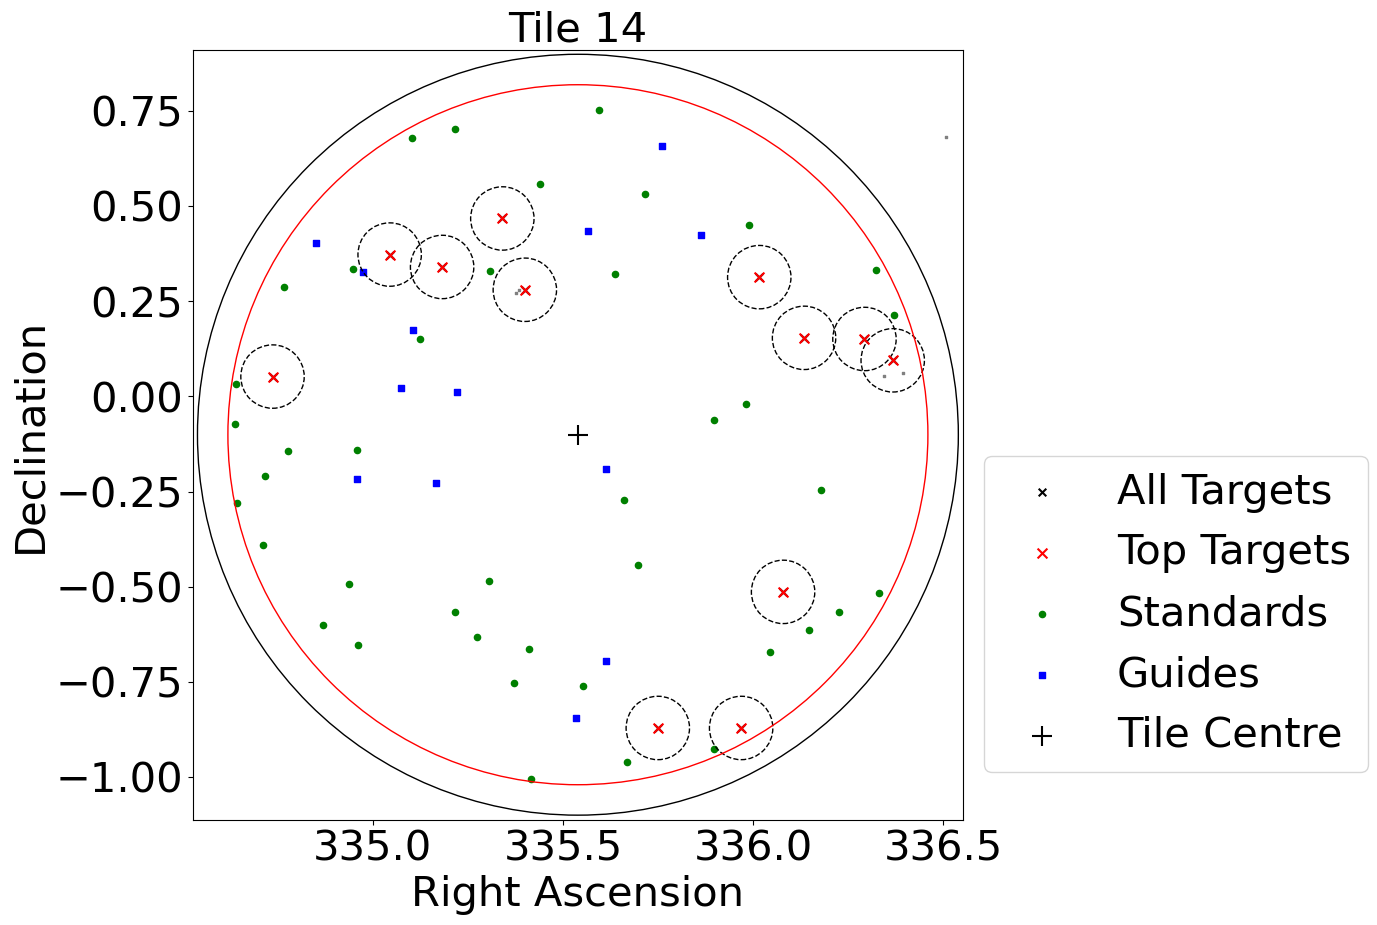 Tile 14
0.75
0.50
0.25
0.00
−0.25
−0.50
−0.75
−1.00
Declination
335.0 335.5 336.0 336.5
Right Ascension
All Targets
Top Targets
Standards
Guides
Tile Centre